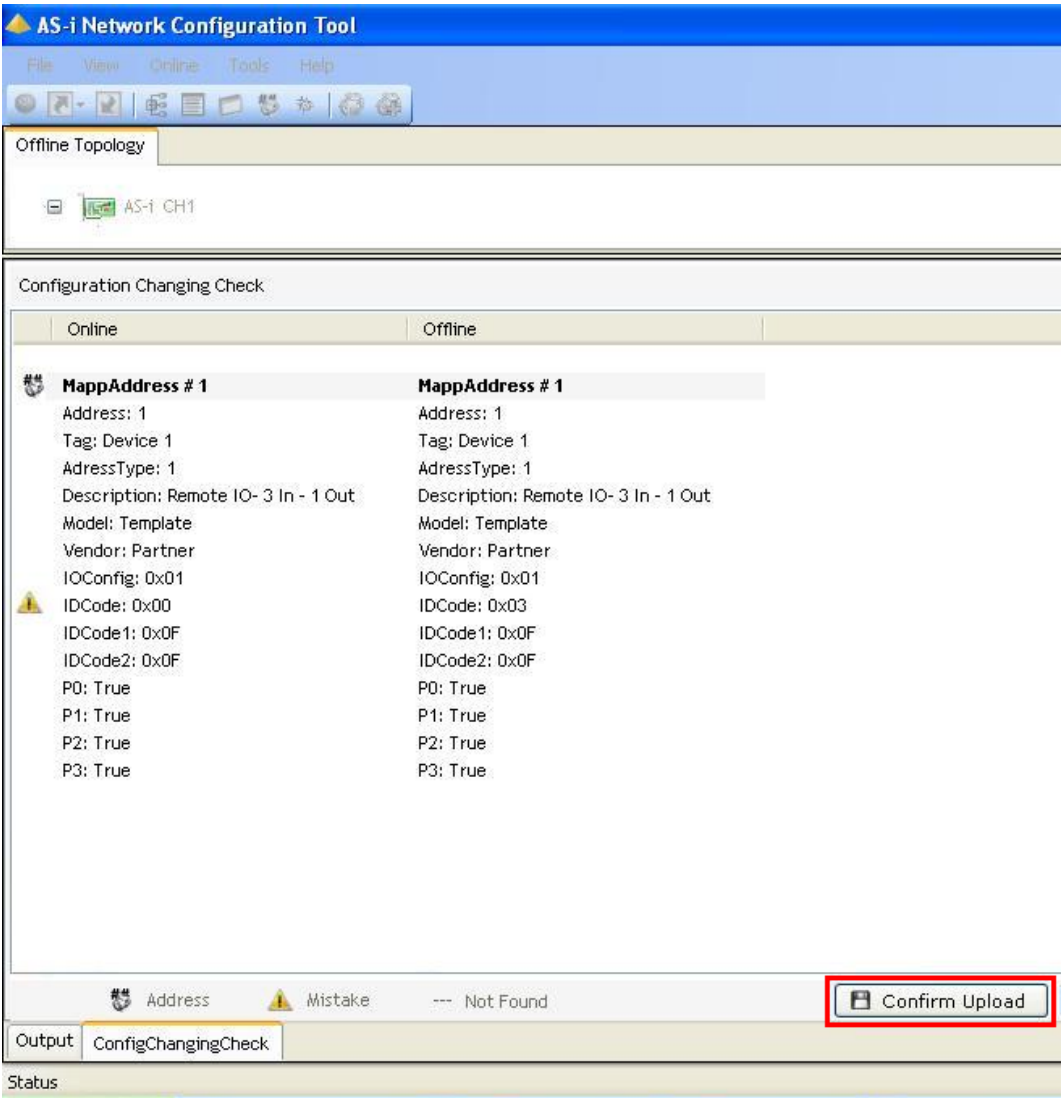 AS-i Network Configuration Tool
File View Online Tools Help
Offline Topology
AS-i CH1
Configuration Changing Check
Online Offline
MappAddress # 1 MappAddress # 1
Address: 1 Address: 1
Tag: Device 1 Tag: Device 1
AdressType: 1 AdressType: 1
Description: Remote IO- 3 In - 1 Out Description: Remote IO- 3 In - 1 Out
Model: Template Model: Template
Vendor: Partner Vendor: Partner
IOConfig: 0x01 IOConfig: 0x01
IDCode: 0x00 IDCode: 0x03
IDCode1: 0x0F IDCode1: 0x0F
IDCode2: 0x0F IDCode2: 0x0F
P0: True P0: True
P1: True P1: True
P2: True P2: True
P3: True P3: True
Address Mistake --- Not Found Confirm Upload
Output ConfigChangingCheck
Status